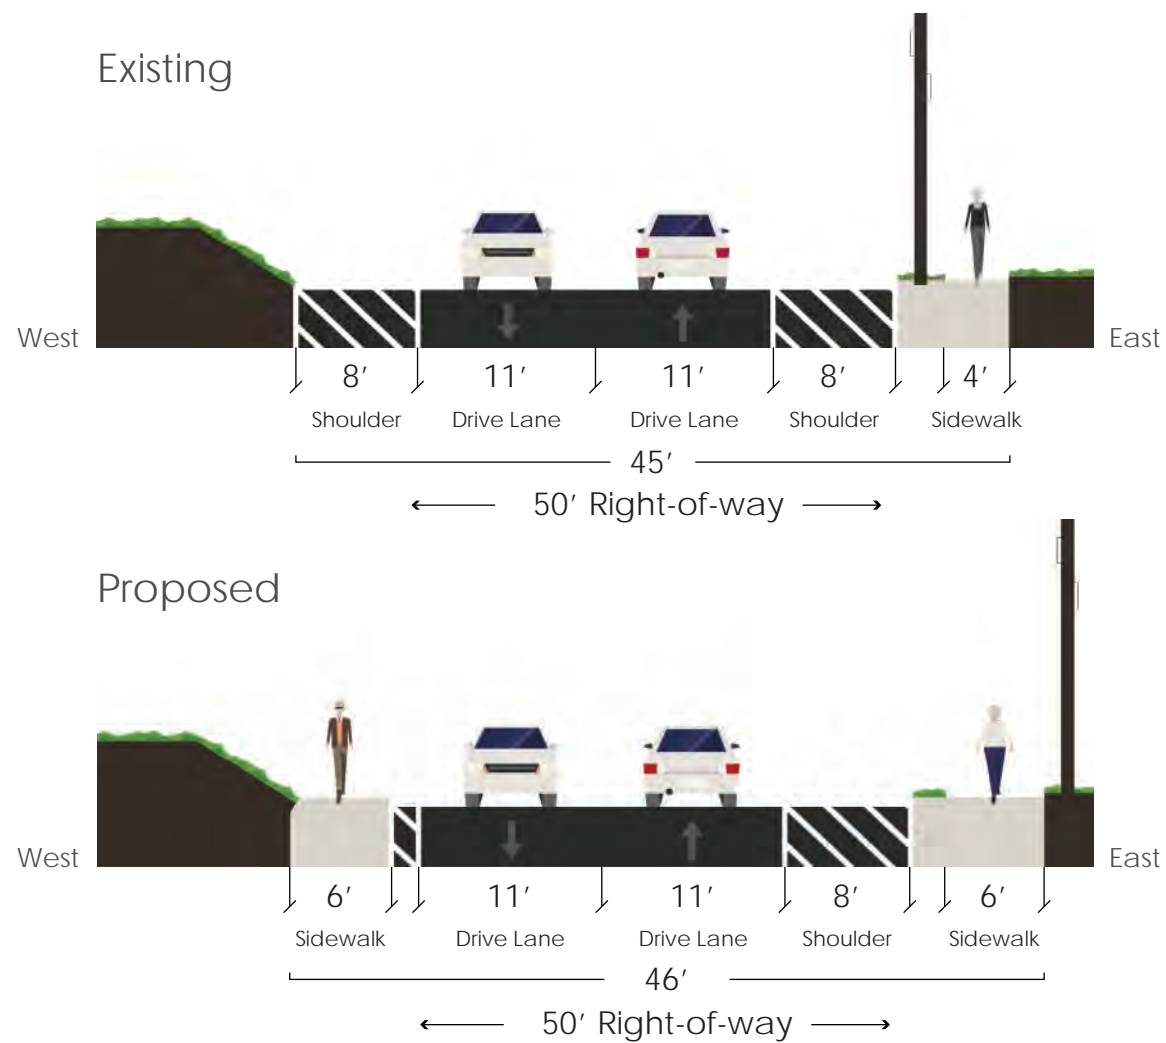 Existing
West
East
8' 11' 11' 8' 4'
Shoulder Drive Lane Drive Lane Shoulder Sidewalk
45'
50' Right-of-way
Proposed
West
East
6' 11' 11' 8' 6'
Sidewalk Drive Lane Drive Lane Shoulder Sidewalk
46'
50' Right-of-way